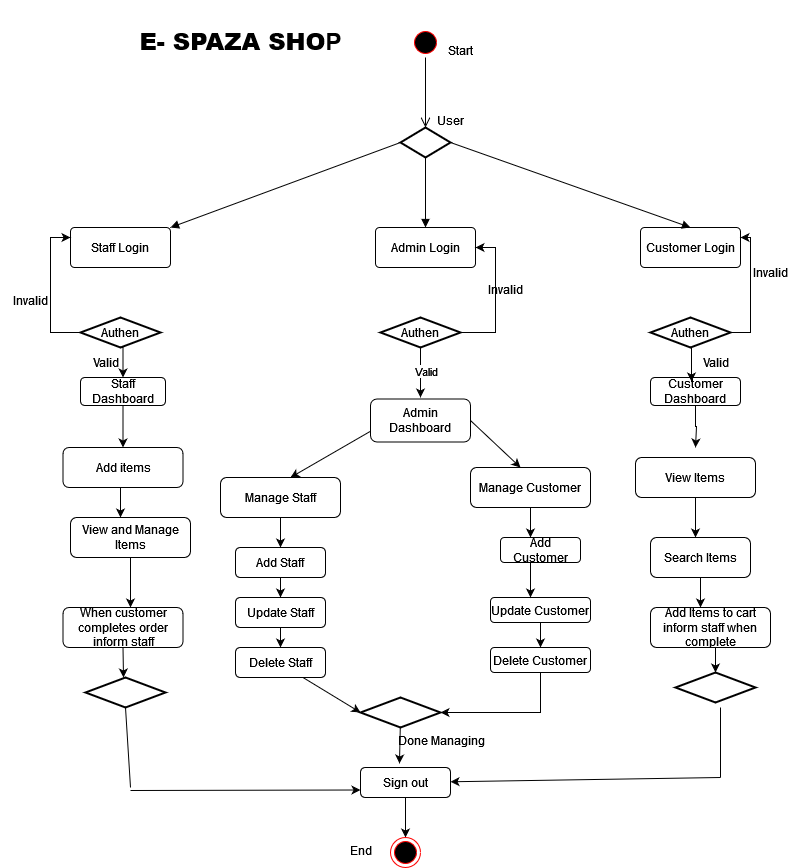 E- SPAZA SHOP
Start
User
Staff Login
Admin Login
Customer Login
Invalid
Invalid
Invalid
Authen
Authen
Authen
Valid
Valid
Valid
Staff
Dashboard
Admin
Dashboard
Customer
Dashboard
Add items
Manage Staff
Manage Customer
View Items
View and Manage
Items
Add Staff
Add
Customer
Search Items
When customer
completes order
inform staff
Update Staff
Update Customer
Add Items to cart
inform staff when
complete
Delete Staff
Delete Customer
Done Managing
Sign out
End